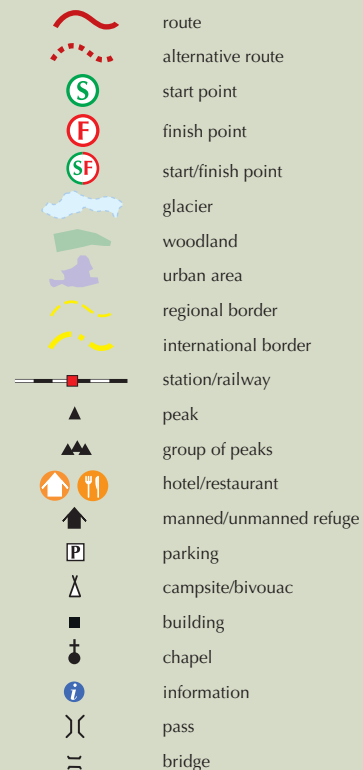 route
alternative route
S start point
F finish point
SF start/finish point
glacier
woodland
urban area
regional border
international border
station/railway
peak
group of peaks
hotel/restaurant
manned/unmanned refuge
P parking
campsite/bivouac
building
chapel
i information
pass
bridge